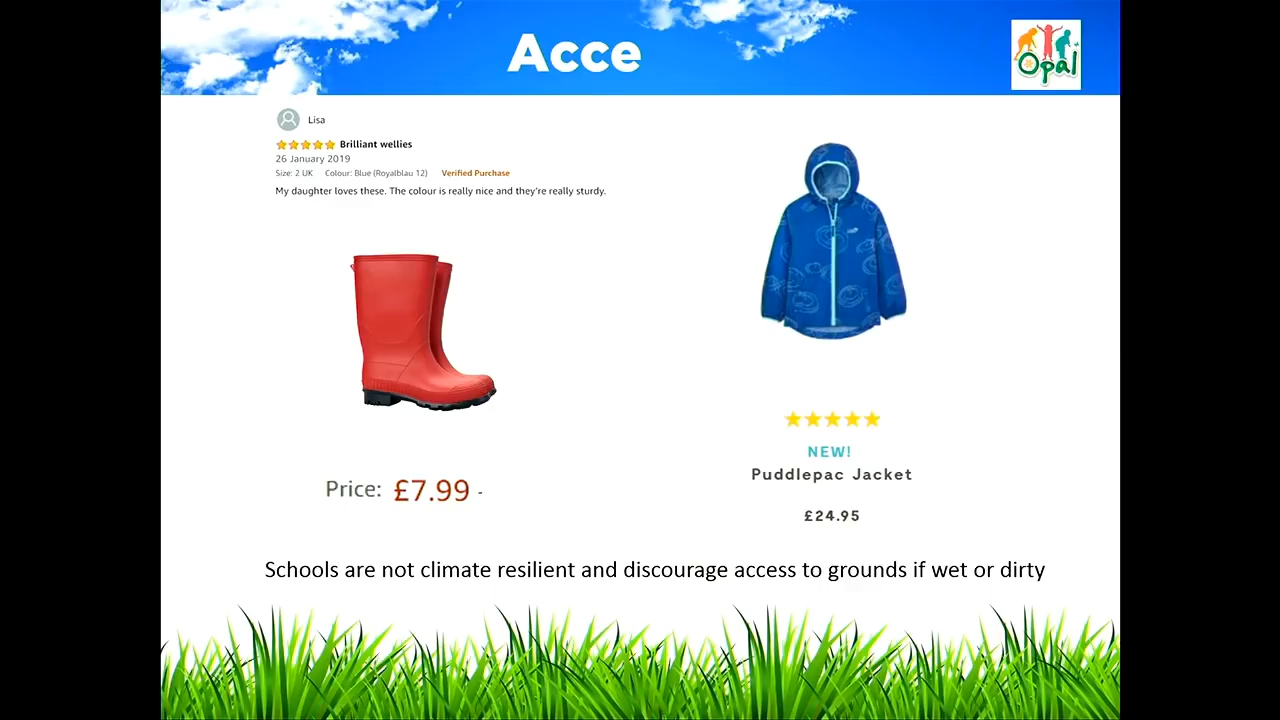 Acce
Opal
Lisa
Brilliant wellies
26 January 2019
Size: 2 UK Colour: Blue (Royalblau 12) Verified Purchase
My daughter loves these. The colour is really nice and they're really sturdy.
Price: £7.99 -
NEW!
Puddlepac Jacket
£24.95
Schools are not climate resilient and discourage access to grounds if wet or dirty